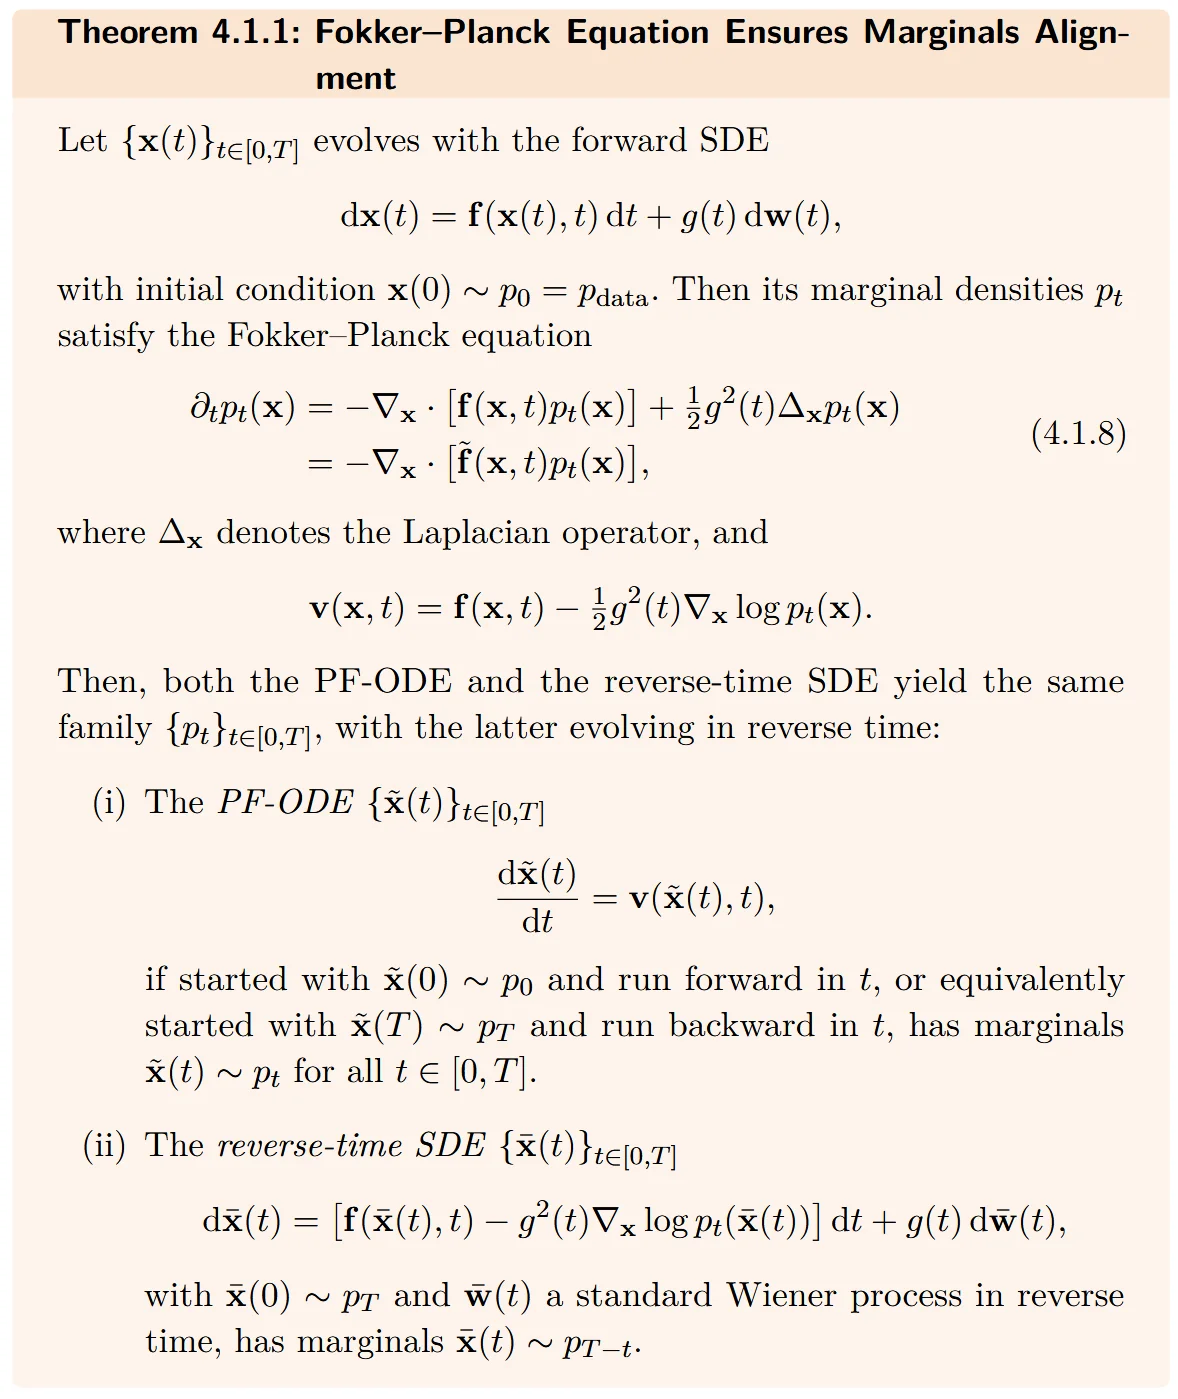 Theorem 4.1.1: Fokker–Planck Equation Ensures Marginals Align-
ment
Let {x(t)}_{t∈[0,T]} evolves with the forward SDE
dx(t) = f(x(t), t) dt + g(t) dw(t),
with initial condition x(0) ∼ p_0 = p_data. Then its marginal densities p_t
satisfy the Fokker–Planck equation
∂_t p_t(x) = −∇_x · [f(x, t)p_t(x)] + ½g²(t)Δ_x p_t(x)
= −∇_x · [f̃(x, t)p_t(x)],
(4.1.8)
where Δ_x denotes the Laplacian operator, and
v(x, t) = f(x, t) − ½g²(t)∇_x log p_t(x).
Then, both the PF-ODE and the reverse-time SDE yield the same
family {p_t}_{t∈[0,T]}, with the latter evolving in reverse time:
(i) The PF-ODE {x̃(t)}_{t∈[0,T]}
dx̃(t)/dt = v(x̃(t), t),
if started with x̃(0) ∼ p_0 and run forward in t, or equivalently
started with x̃(T) ∼ p_T and run backward in t, has marginals
x̃(t) ∼ p_t for all t ∈ [0, T].
(ii) The reverse-time SDE {x̄(t)}_{t∈[0,T]}
dx̄(t) = [f(x̄(t), t) − g²(t)∇_x log p_t(x̄(t))] dt + g(t) dw̄(t),
with x̄(0) ∼ p_T and w̄(t) a standard Wiener process in reverse
time, has marginals x̄(t) ∼ p_{T−t}.